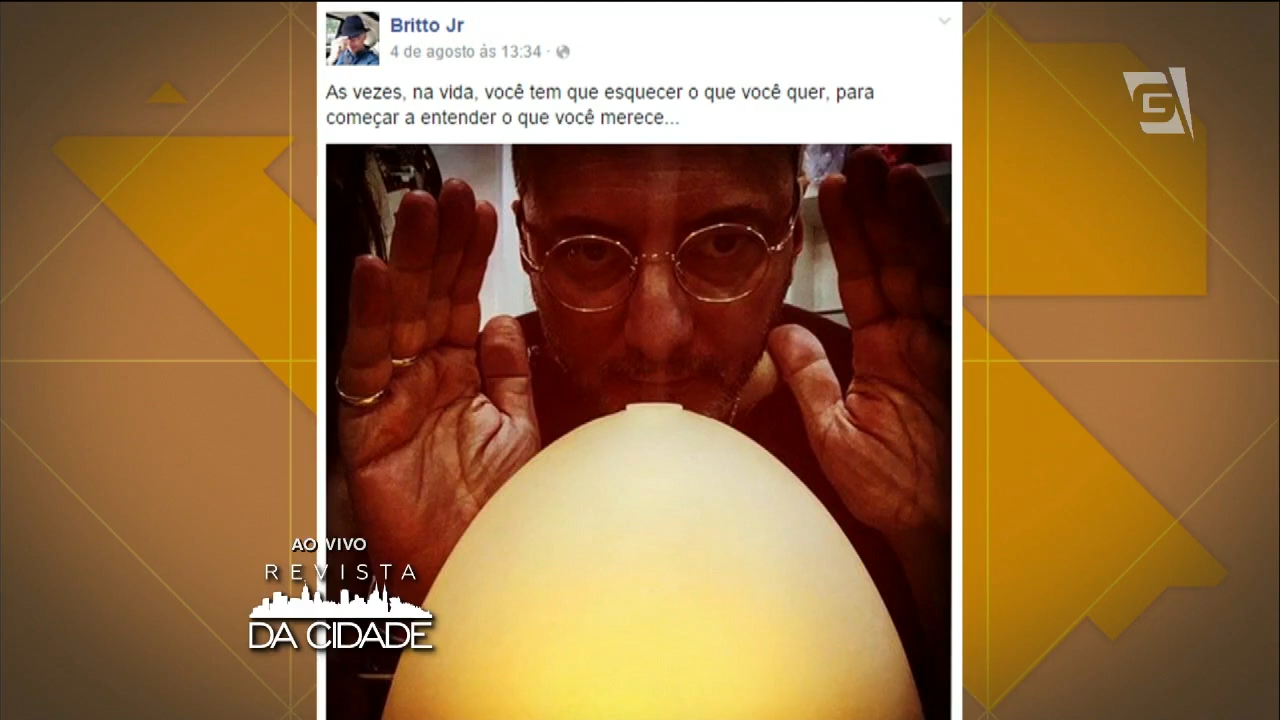 Britto Jr
4 de agosto às 13:34 ·
As vezes, na vida, você tem que esquecer o que você quer, para
começar a entender o que você merece...
AO VIVO
REVISTA
DA CIDADE
G